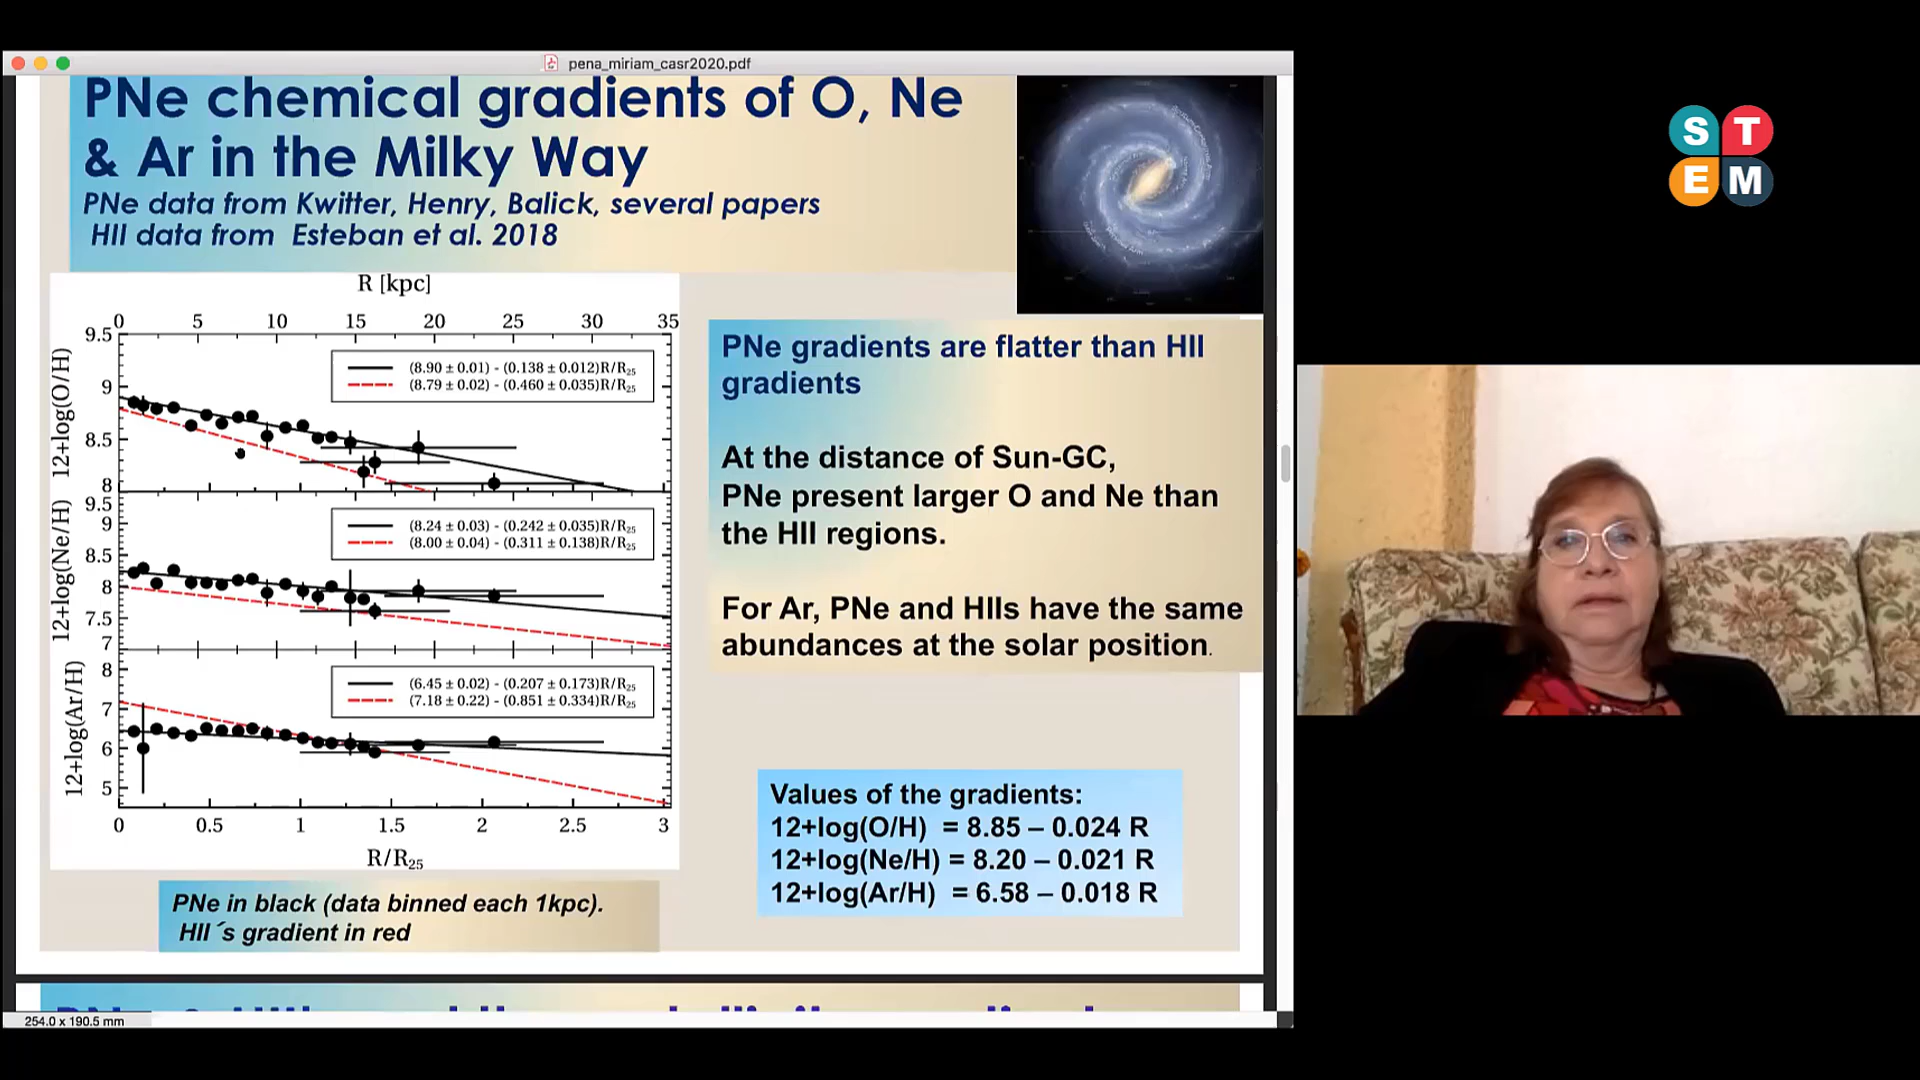 pena_miriam_casr2020.pdf
PNe chemical gradients of O, Ne
& Ar in the Milky Way
PNe data from Kwitter, Henry, Balick, several papers
HII data from Esteban et al. 2018
R [kpc]
0 5 10 15 20 25 30 35
9.5
9
8.5
8
12+log(O/H)
(8.90 ± 0.01) - (0.138 ± 0.012)R/R25
(8.79 ± 0.02) - (0.460 ± 0.035)R/R25
9.5
9
8.5
8
7.5
7
12+log(Ne/H)
(8.24 ± 0.03) - (0.242 ± 0.035)R/R25
(8.00 ± 0.04) - (0.311 ± 0.138)R/R25
8
7
6
5
12+log(Ar/H)
(6.45 ± 0.02) - (0.207 ± 0.173)R/R25
(7.18 ± 0.22) - (0.851 ± 0.334)R/R25
0 0.5 1 1.5 2 2.5 3
R/R25
PNe in black (data binned each 1kpc).
HII´s gradient in red
PNe gradients are flatter than HII
gradients
At the distance of Sun-GC,
PNe present larger O and Ne than
the HII regions.
For Ar, PNe and HIIs have the same
abundances at the solar position.
Values of the gradients:
12+log(O/H) = 8.85 – 0.024 R
12+log(Ne/H) = 8.20 – 0.021 R
12+log(Ar/H) = 6.58 – 0.018 R
254.0 x 190.5 mm
S T
E M